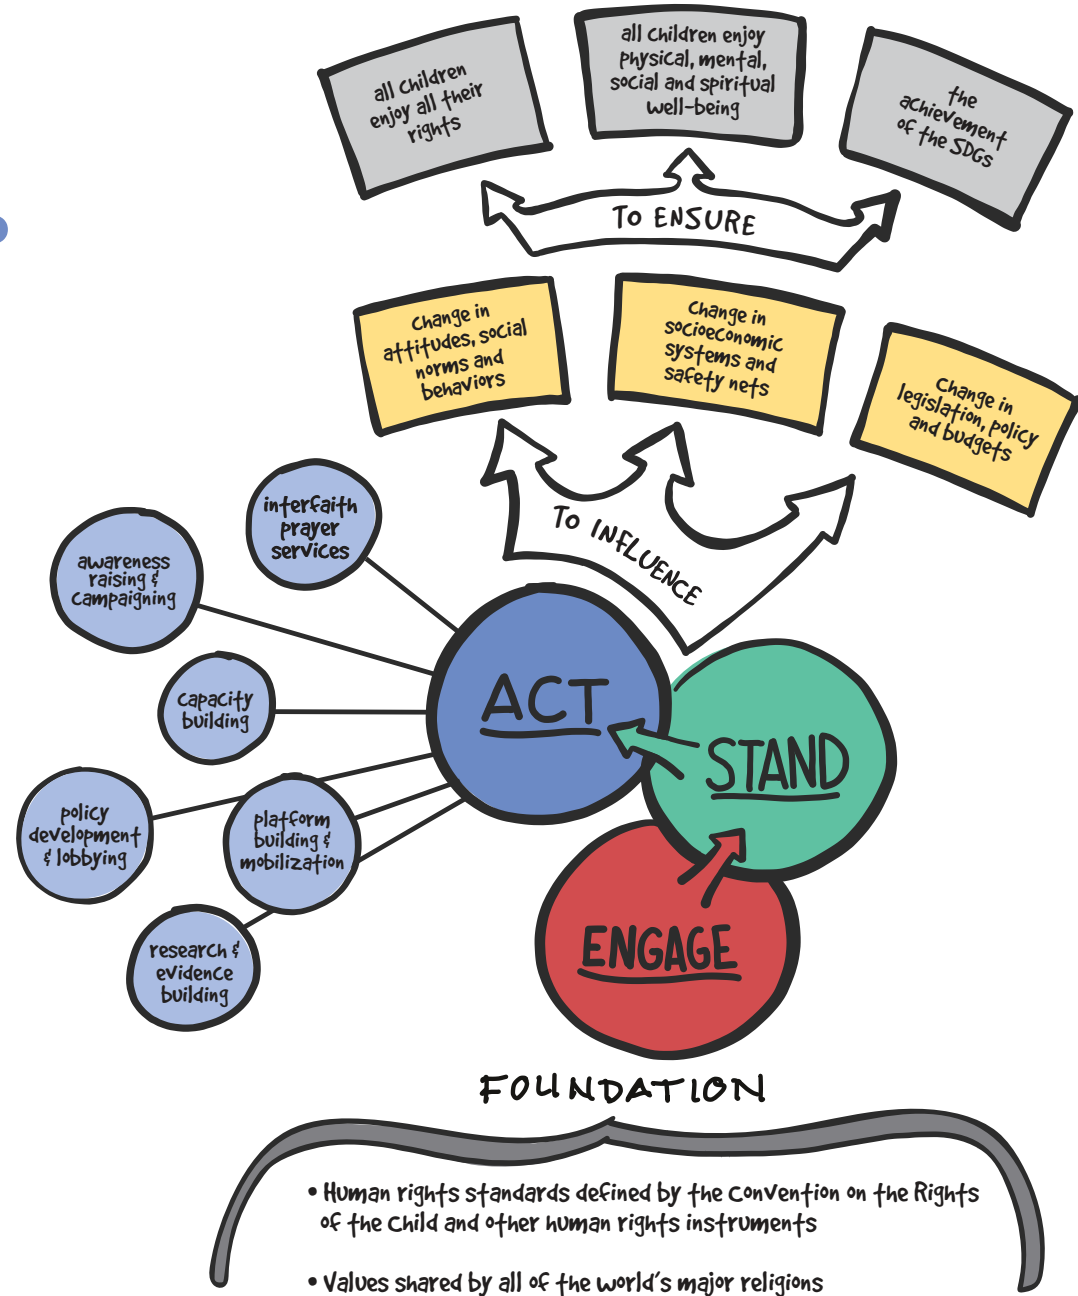 all children
enjoy all their
rights
all children enjoy
physical, mental,
social and spiritual
well-being
the
achievement
of the SDGs
TO ENSURE
Change in
attitudes, social
norms and
behaviors
Change in
socioeconomic
systems and
safety nets
Change in
legislation, policy
and budgets
TO INFLUENCE
interfaith
prayer
services
awareness
raising &
campaigning
capacity
building
policy
development
& lobbying
platform
building &
mobilization
research &
evidence
building
ACT
STAND
ENGAGE
FOUNDATION
• Human rights standards defined by the Convention on the Rights
of the Child and other human rights instruments
• Values shared by all of the world's major religions